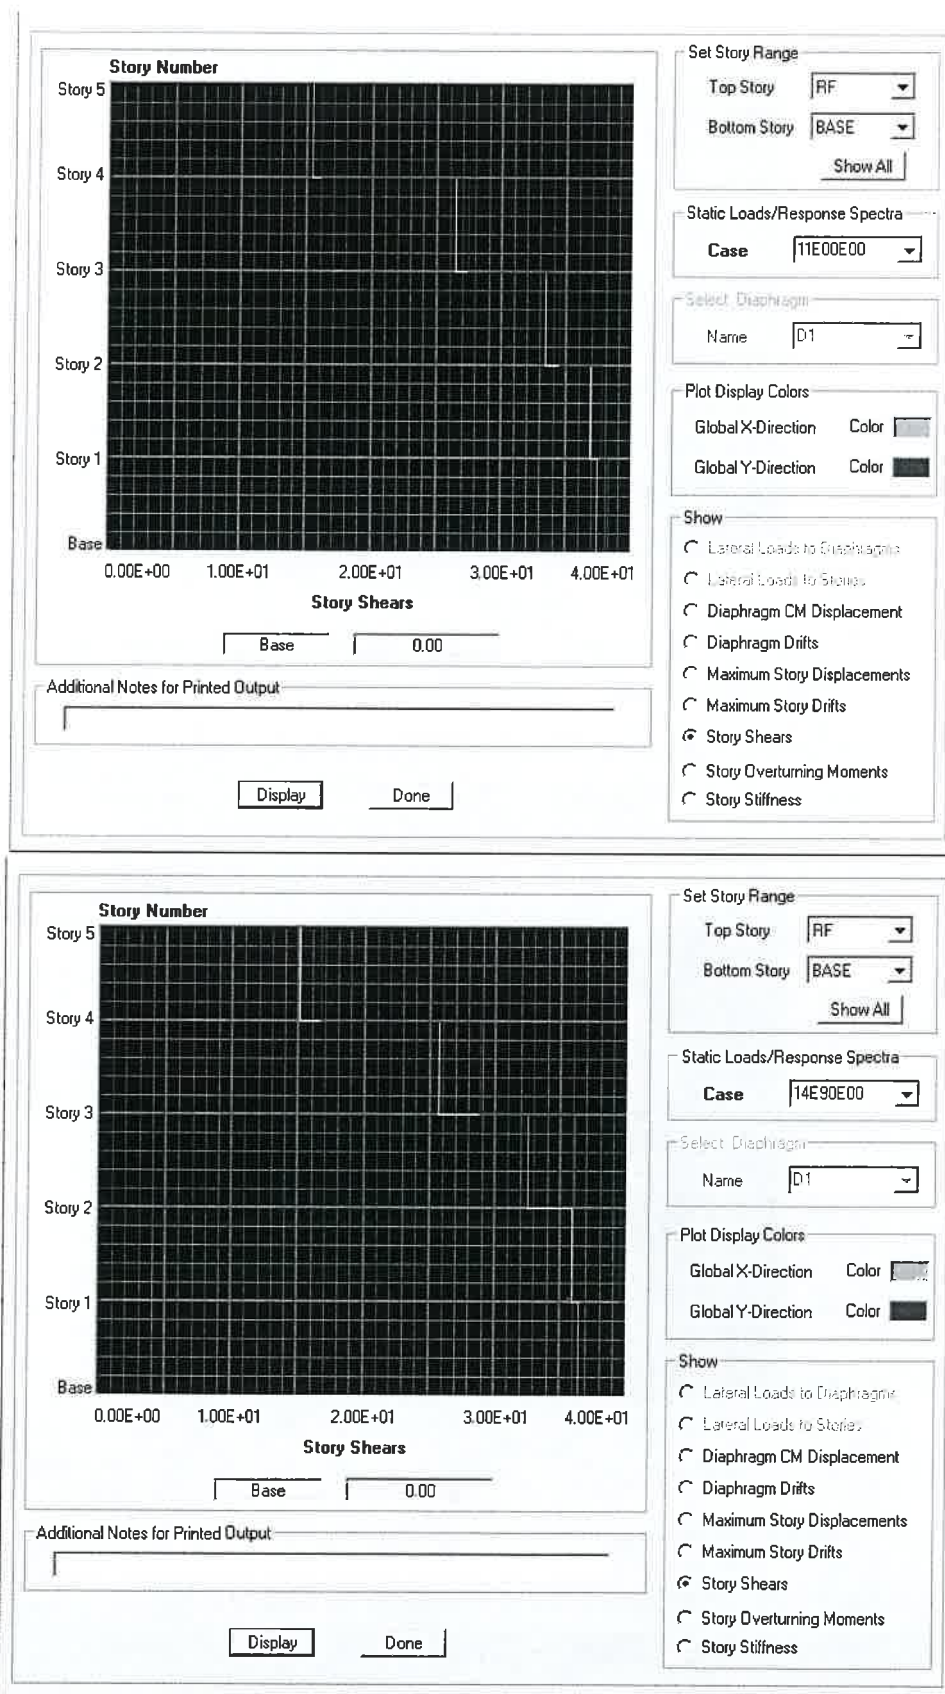 Story Number
Story 5
Story 4
Story 3
Story 2
Story 1
Base
0.00E+00 1.00E+01 2.00E+01 3.00E+01 4.00E+01
Story Shears
Base 0.00
Additional Notes for Printed Output
Display Done
Set Story Range
Top Story RF
Bottom Story BASE
Show All
Static Loads/Response Spectra
Case 11E00E00
Select Diaphragm
Name D1
Plot Display Colors
Global X-Direction Color
Global Y-Direction Color
Show
Lateral Loads to Diaphragms
Lateral Loads to Stories
Diaphragm CM Displacement
Diaphragm Drifts
Maximum Story Displacements
Maximum Story Drifts
Story Shears
Story Overturning Moments
Story Stiffness
Story Number
Story 5
Story 4
Story 3
Story 2
Story 1
Base
0.00E+00 1.00E+01 2.00E+01 3.00E+01 4.00E+01
Story Shears
Base 0.00
Additional Notes for Printed Output
Display Done
Set Story Range
Top Story RF
Bottom Story BASE
Show All
Static Loads/Response Spectra
Case 14E90E00
Select Diaphragm
Name D1
Plot Display Colors
Global X-Direction Color
Global Y-Direction Color
Show
Lateral Loads to Diaphragms
Lateral Loads to Stories
Diaphragm CM Displacement
Diaphragm Drifts
Maximum Story Displacements
Maximum Story Drifts
Story Shears
Story Overturning Moments
Story Stiffness